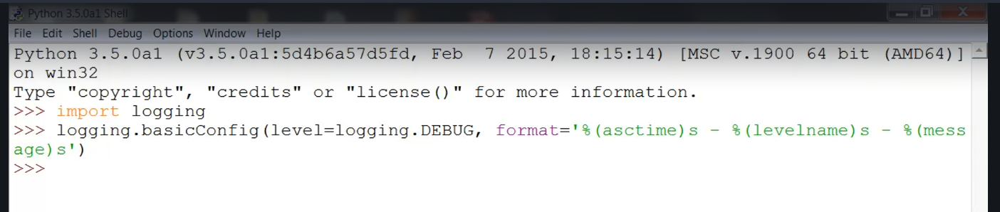 Python 3.5.0a1 Shell
File Edit Shell Debug Options Window Help
Python 3.5.0a1 (v3.5.0a1:5d4b6a57d5fd, Feb  7 2015, 18:15:14) [MSC v.1900 64 bit (AMD64)]
on win32
Type "copyright", "credits" or "license()" for more information.
>>> import logging
>>> logging.basicConfig(level=logging.DEBUG, format='%(asctime)s - %(levelname)s - %(mess
age)s')
>>>